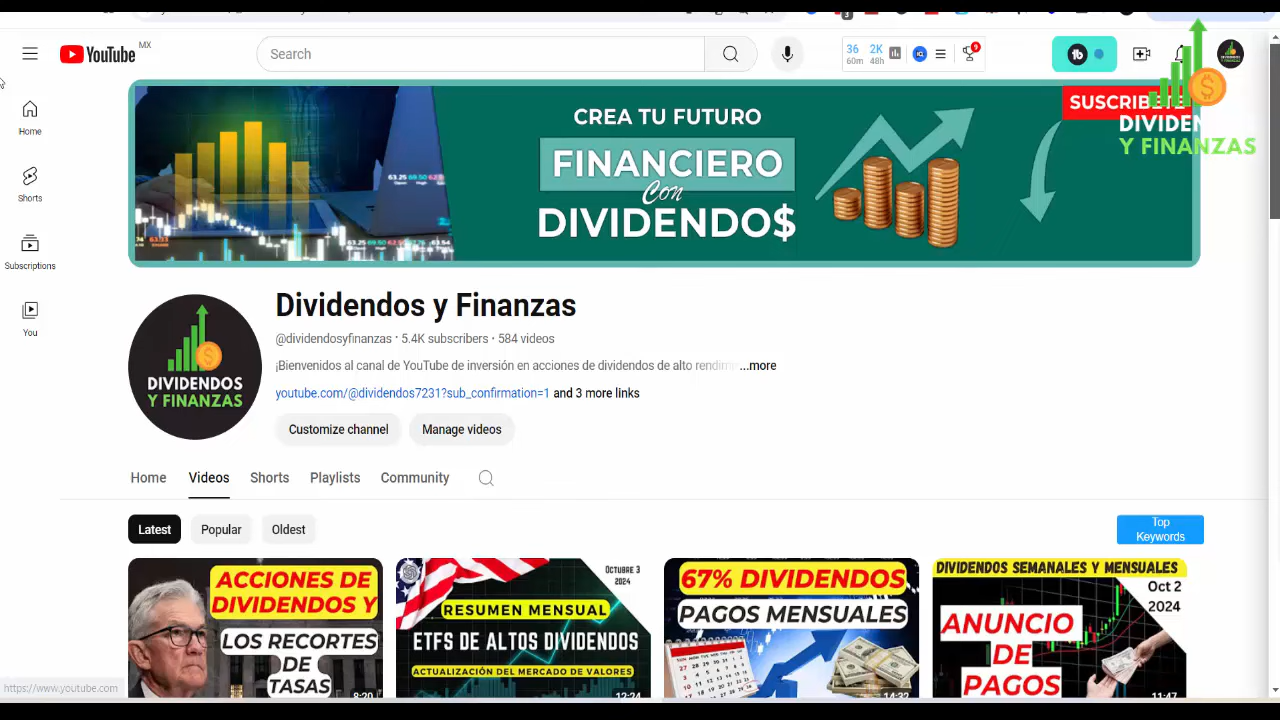 YouTube MX
Search
36
60m
2K
48h
9
3
Home
Shorts
Subscriptions
You
CREA TU FUTURO
FINANCIERO
Con
DIVIDENDO$
SUSCRIBETE
DIVIDEN
Y FINANZAS
DIVIDENDOS
Y FINANZAS
Dividendos y Finanzas
@dividendosyfinanzas · 5.4K subscribers · 584 videos
¡Bienvenidos al canal de YouTube de inversión en acciones de dividendos de alto rendim ...more
youtube.com/@dividendos7231?sub_confirmation=1 and 3 more links
Customize channel
Manage videos
Home
Videos
Shorts
Playlists
Community
Latest
Popular
Oldest
Top
Keywords
ACCIONES DE
DIVIDENDOS Y
LOS RECORTES
DE
TASAS
8:20
OCTUBRE 3
2024
RESUMEN MENSUAL
ETFS DE ALTOS DIVIDENDOS
ACTUALIZACIÓN DEL MERCADO DE VALORES
12:24
67% DIVIDENDOS
PAGOS MENSUALES
14:32
DIVIDENDOS SEMANALES Y MENSUALES
Oct 2
2024
ANUNCIO
DE
PAGOS
11:47
https://www.youtube.com